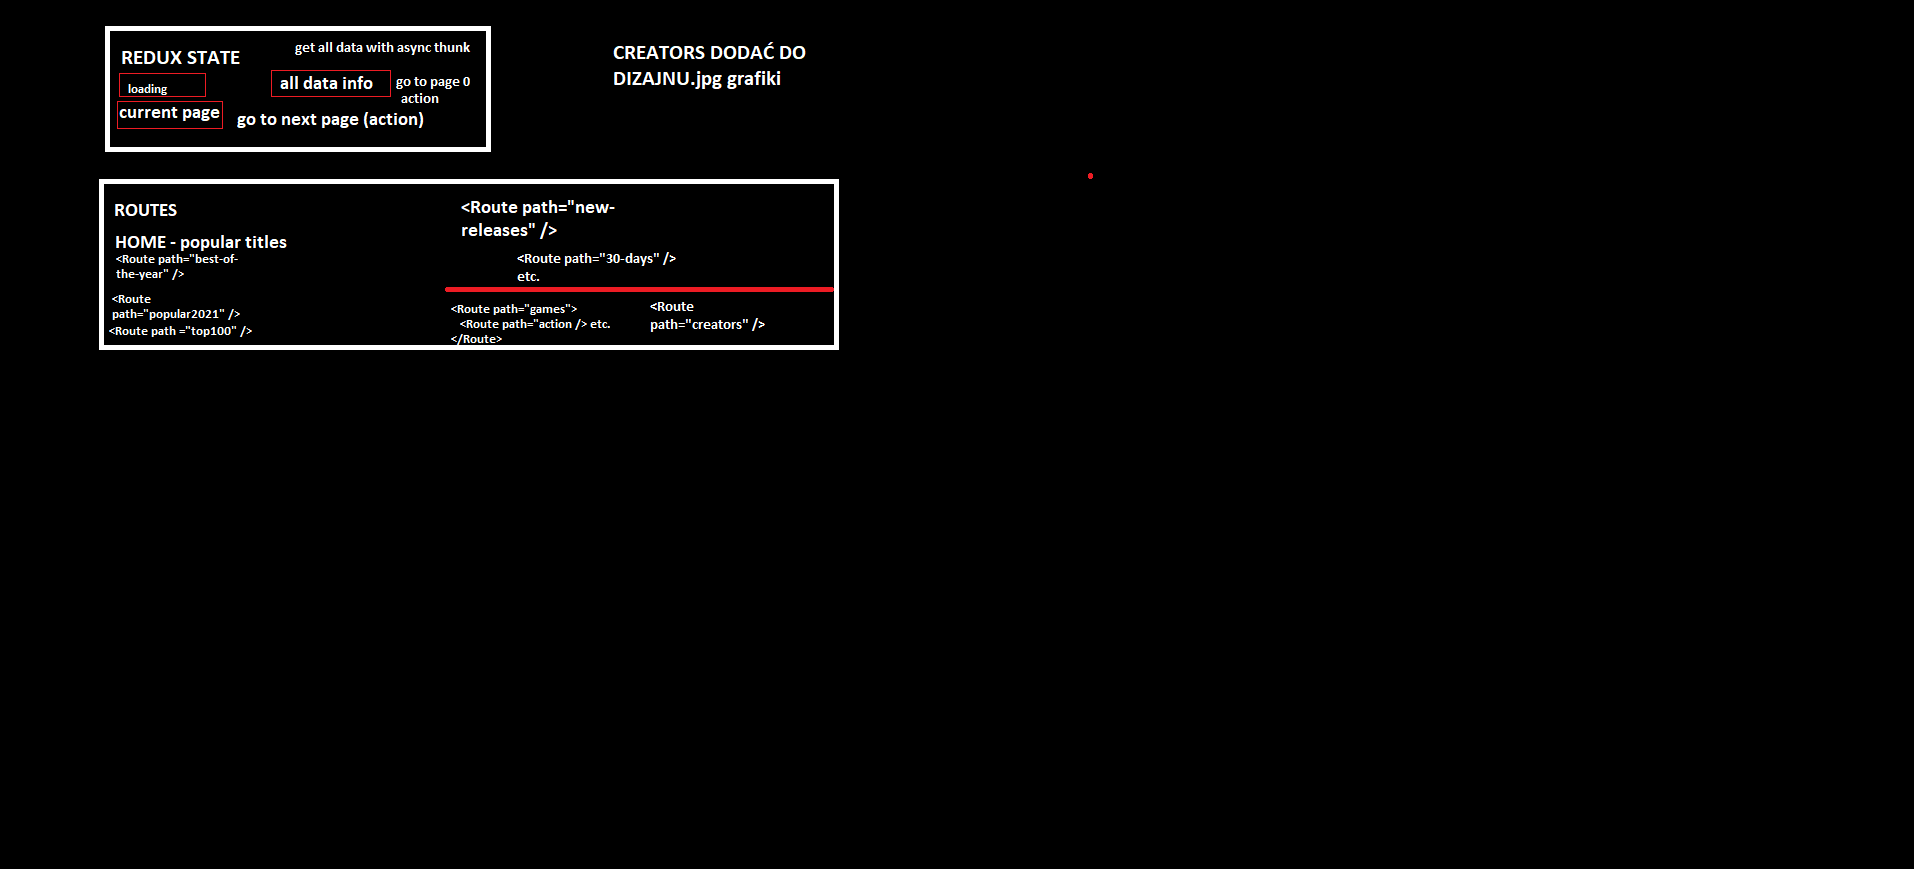 REDUX STATE
get all data with async thunk
loading
all data info
go to page 0
action
current page
go to next page (action)
CREATORS DODAĆ DO
DIZAJNU.jpg grafiki
ROUTES
HOME - popular titles
<Route path="best-of-
the-year" />
<Route
path="popular2021" />
<Route path ="top100" />
<Route path="new-
releases" />
<Route path="30-days" />
etc.
<Route path="games">
<Route path="action /> etc.
</Route>
<Route
path="creators" />